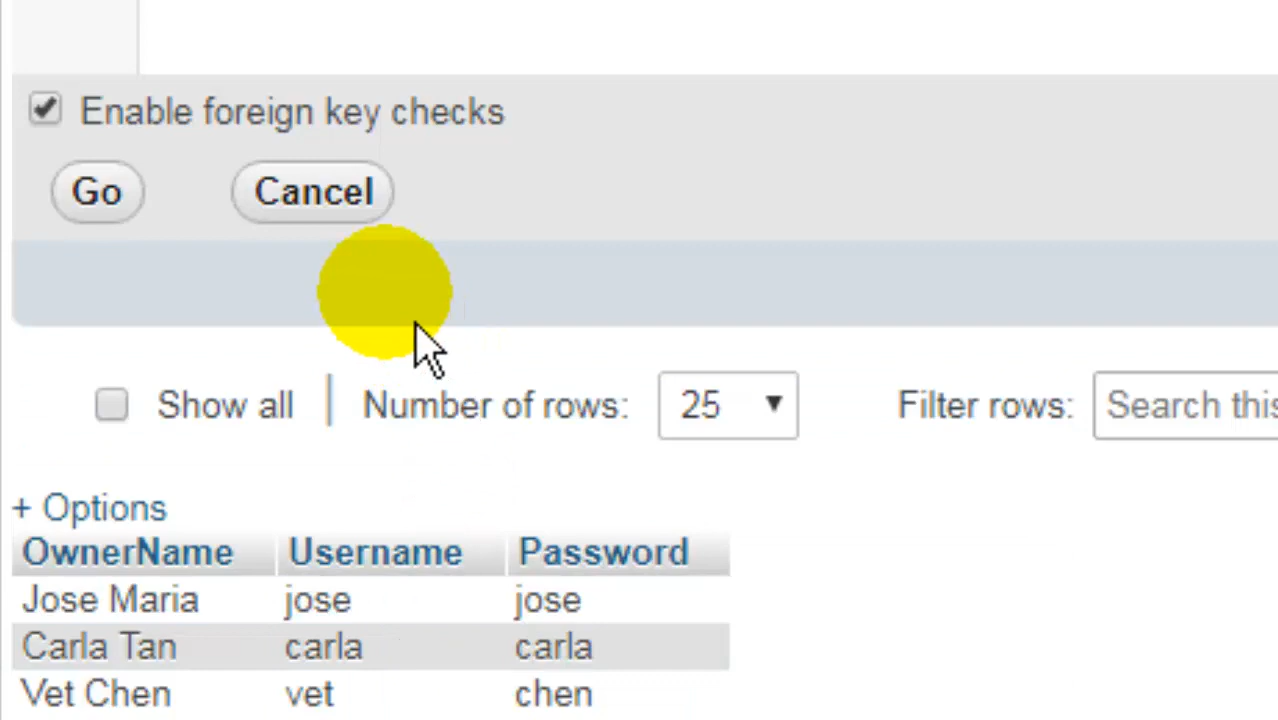 Enable foreign key checks
Go Cancel
Show all | Number of rows: 25 Filter rows: Search this
+ Options
OwnerName Username Password
Jose Maria jose jose
Carla Tan carla carla
Vet Chen vet chen